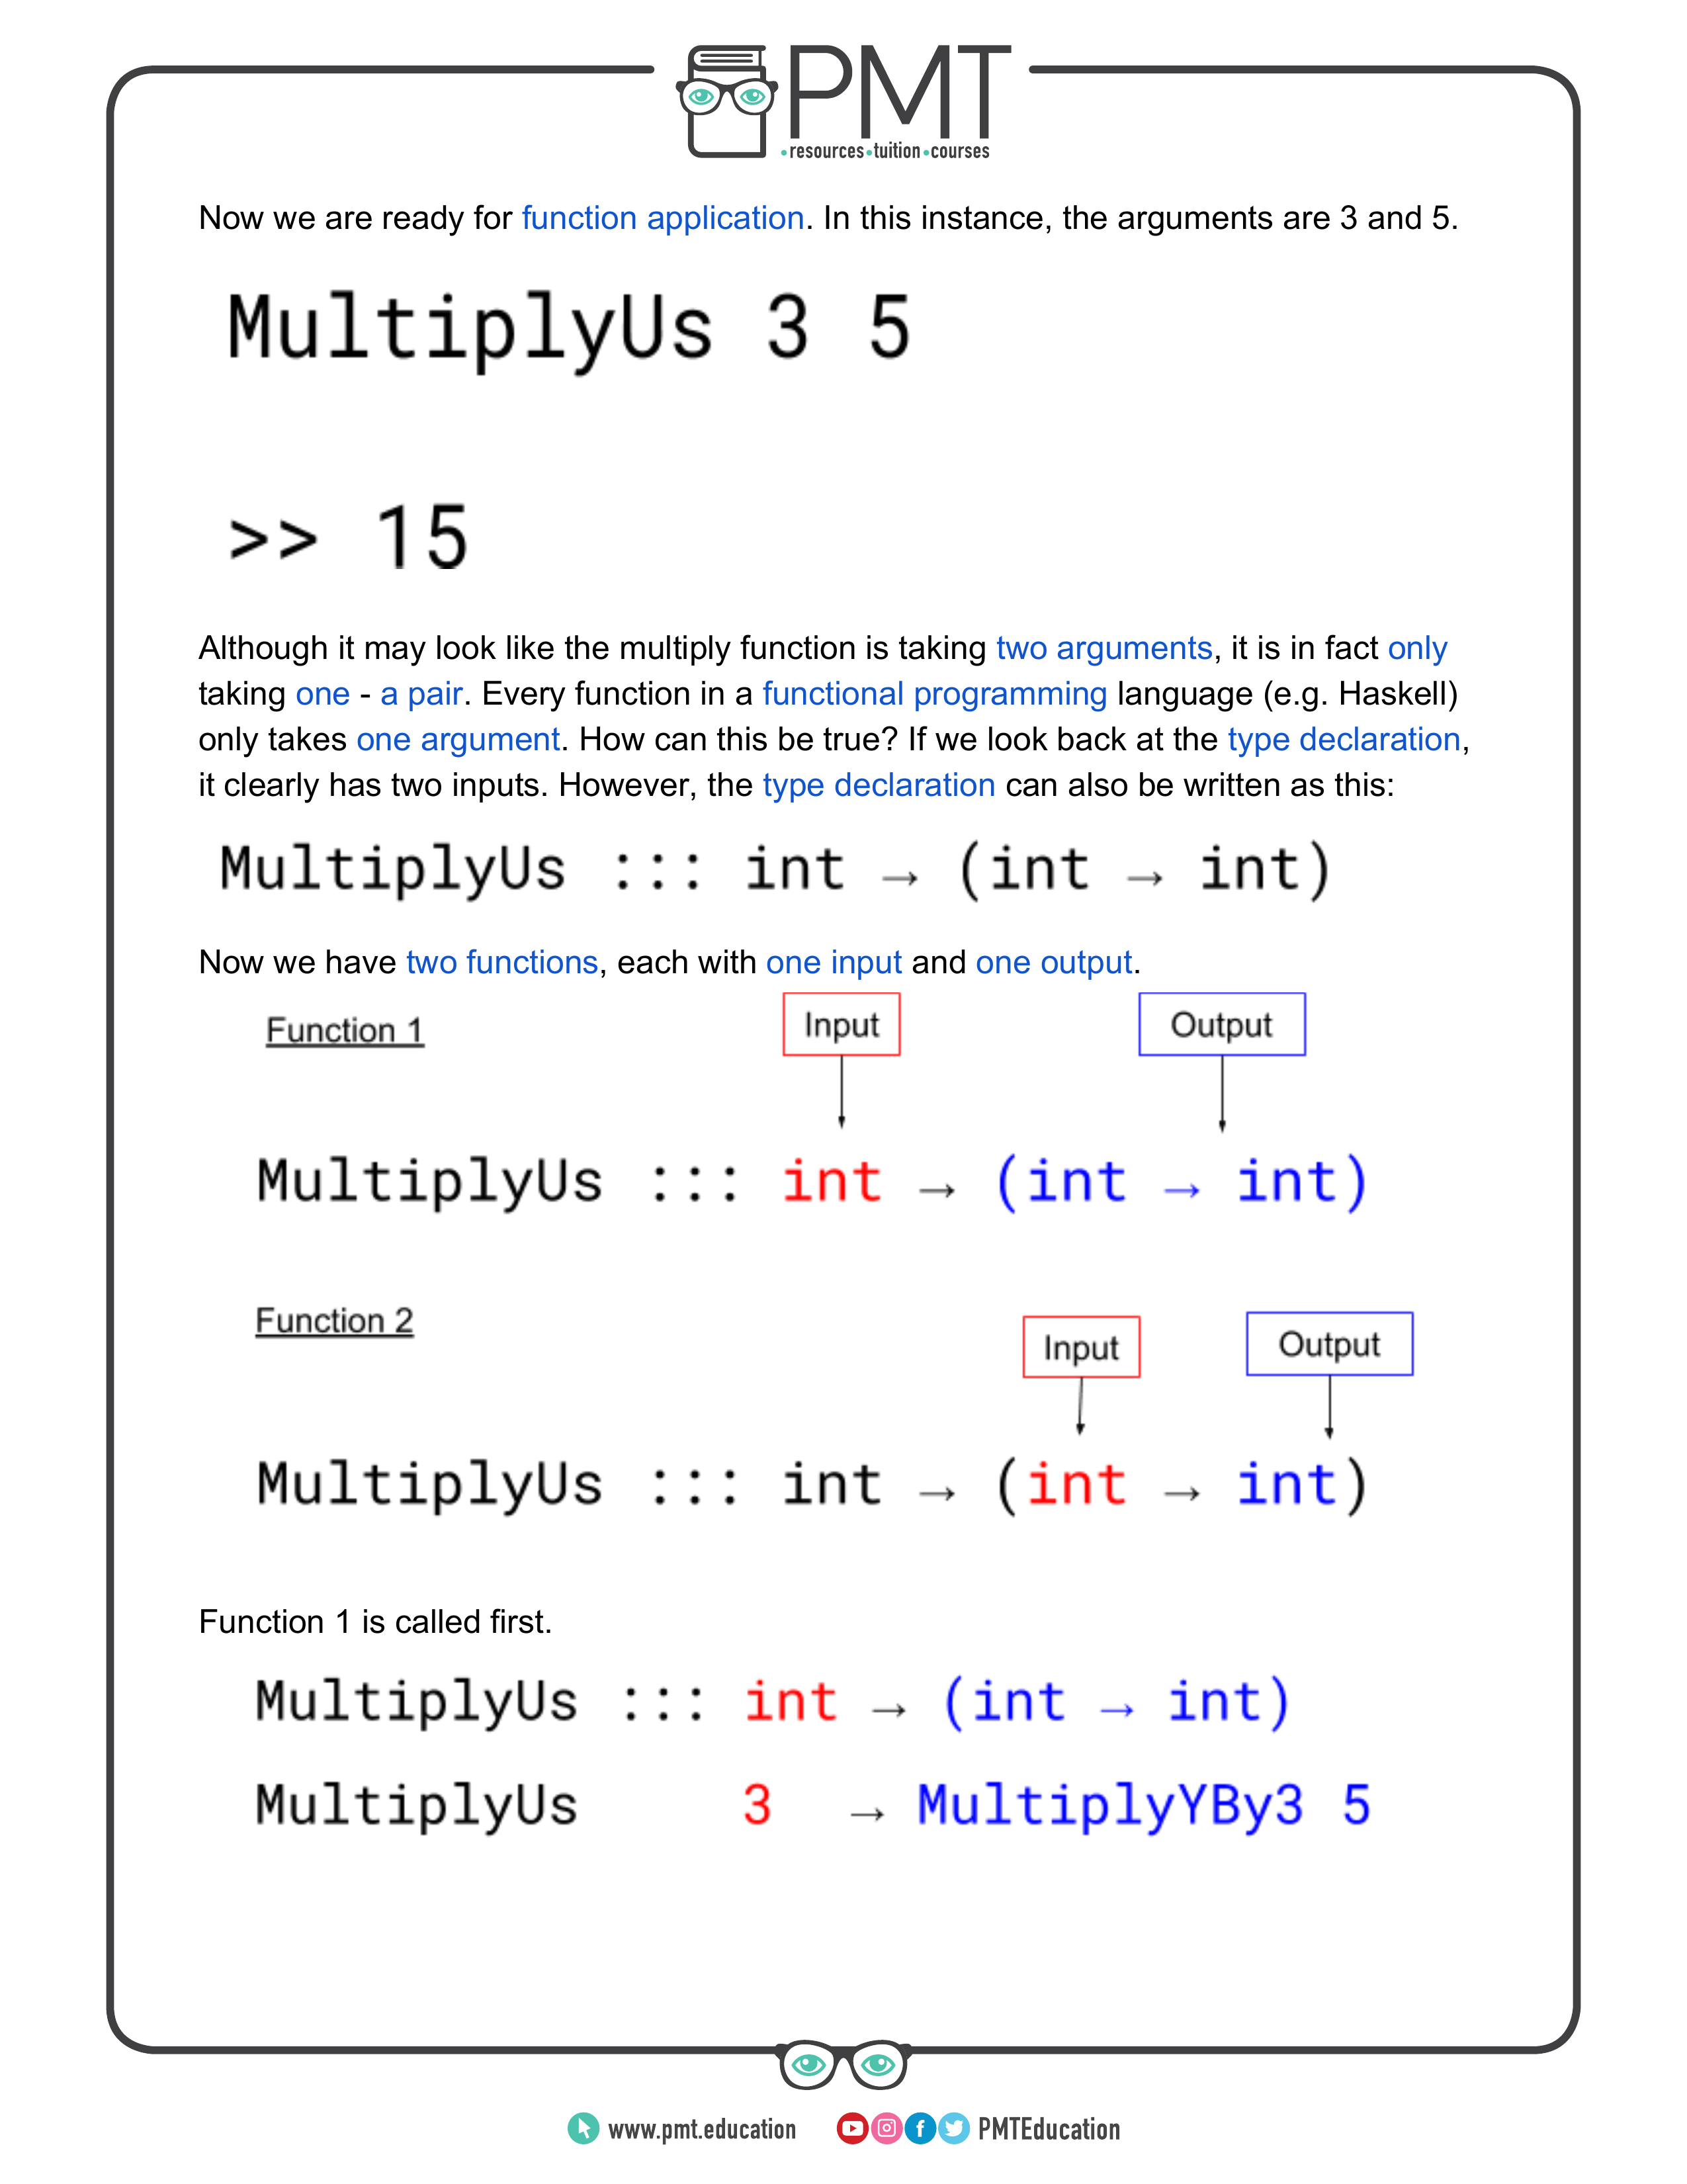 PMT
•resources•tuition•courses
Now we are ready for function application. In this instance, the arguments are 3 and 5.
MultiplyUs 3 5
>> 15
Although it may look like the multiply function is taking two arguments, it is in fact only
taking one - a pair. Every function in a functional programming language (e.g. Haskell)
only takes one argument. How can this be true? If we look back at the type declaration,
it clearly has two inputs. However, the type declaration can also be written as this:
MultiplyUs ::: int → (int → int)
Now we have two functions, each with one input and one output.
Function 1 Input Output
MultiplyUs ::: int → (int → int)
Function 2 Input Output
MultiplyUs ::: int → (int → int)
Function 1 is called first.
MultiplyUs ::: int → (int → int)
MultiplyUs 3 → MultiplyYBy3 5
www.pmt.education PMTEducation